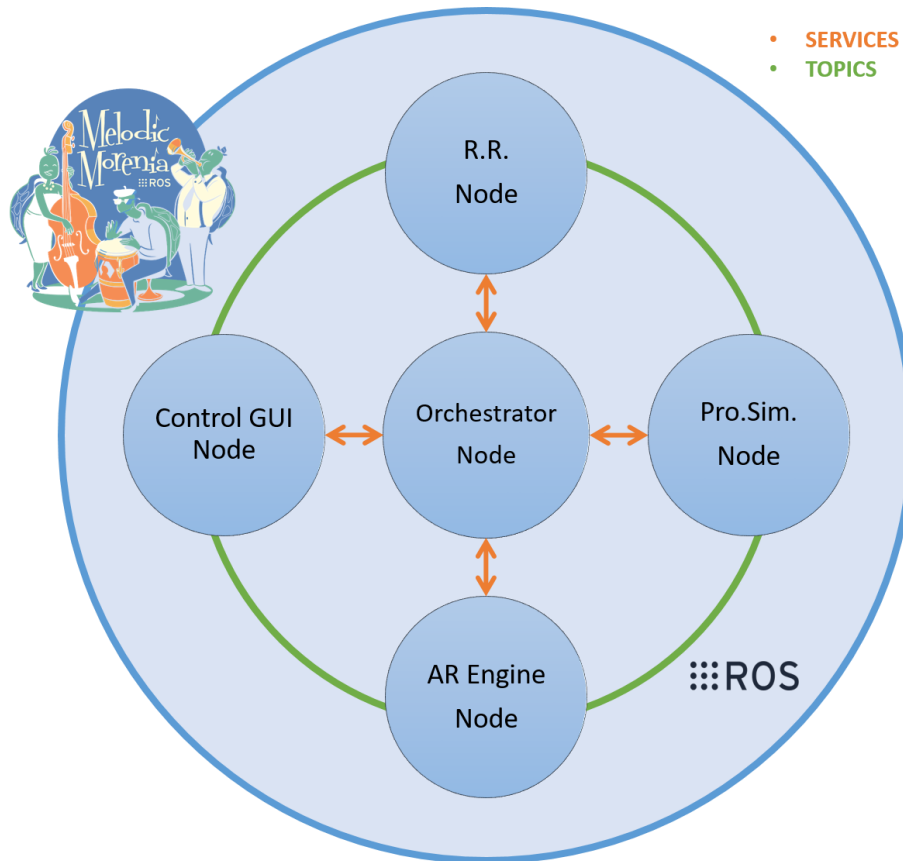 • SERVICES
• TOPICS
Melodic
Morenia
ROS
R.R.
Node
Control GUI
Node
Orchestrator
Node
Pro.Sim.
Node
AR Engine
Node
ROS